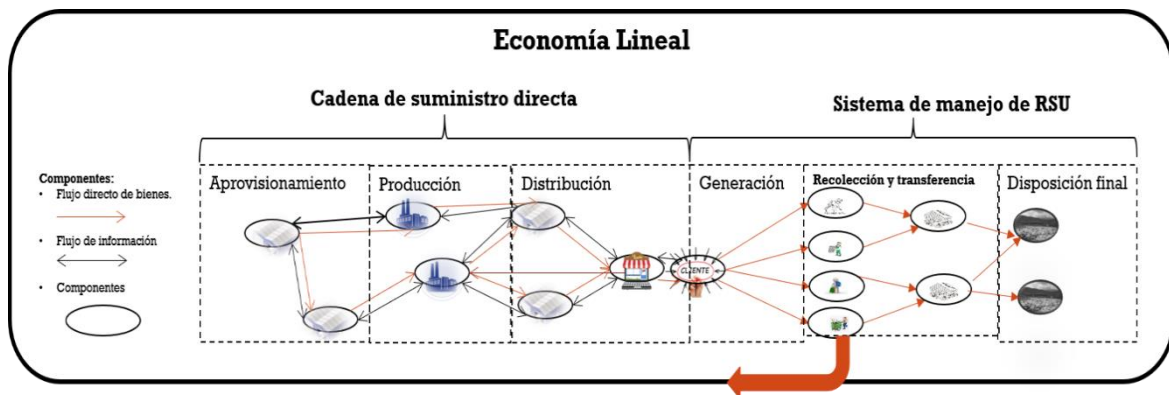 Economía Lineal
Cadena de suministro directa
Sistema de manejo de RSU
Componentes:
• Flujo directo de bienes.
• Flujo de información
• Componentes
Aprovisionamiento
Producción
Distribución
Generación
Recolección y transferencia
Disposición final
CLIENTE